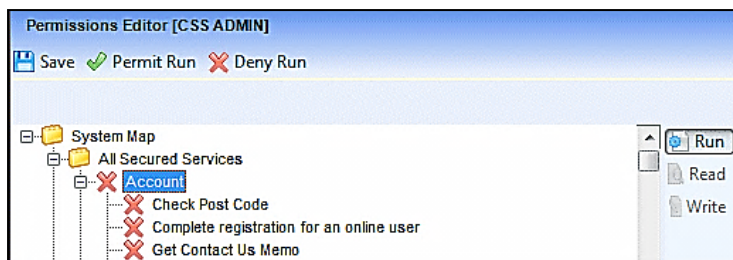 Permissions Editor [CSS ADMIN]
Save Permit Run Deny Run
System Map
Run
All Secured Services
Read
Account
Check Post Code
Write
Complete registration for an online user
Get Contact Us Memo